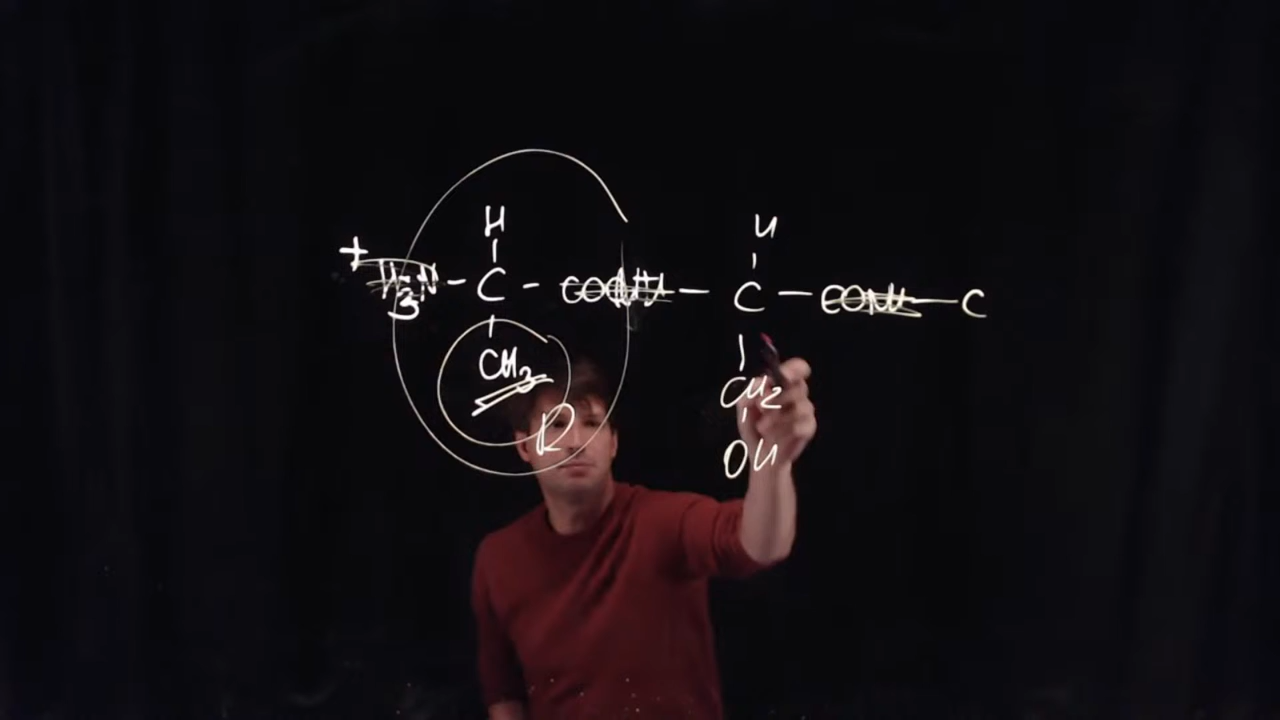 H
+H3N - C - CONH - C - CONH - C
H
CH3
R
CH2
OH